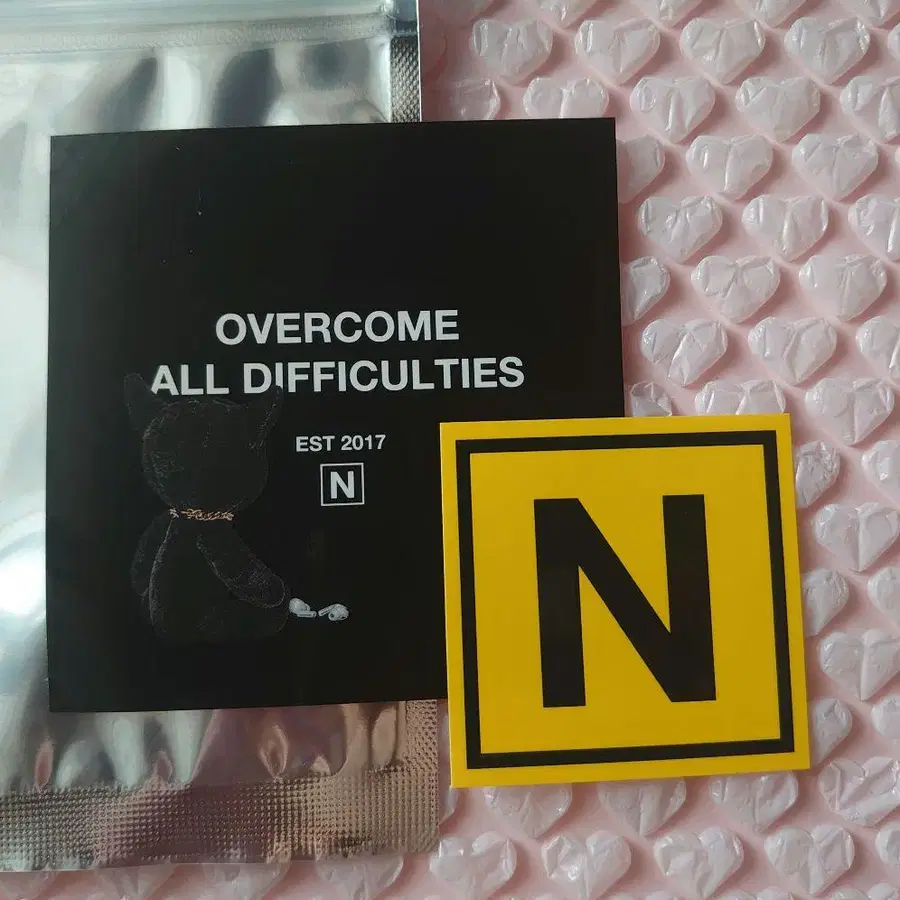 OVERCOME
ALL DIFFICULTIES
EST 2017
N
N